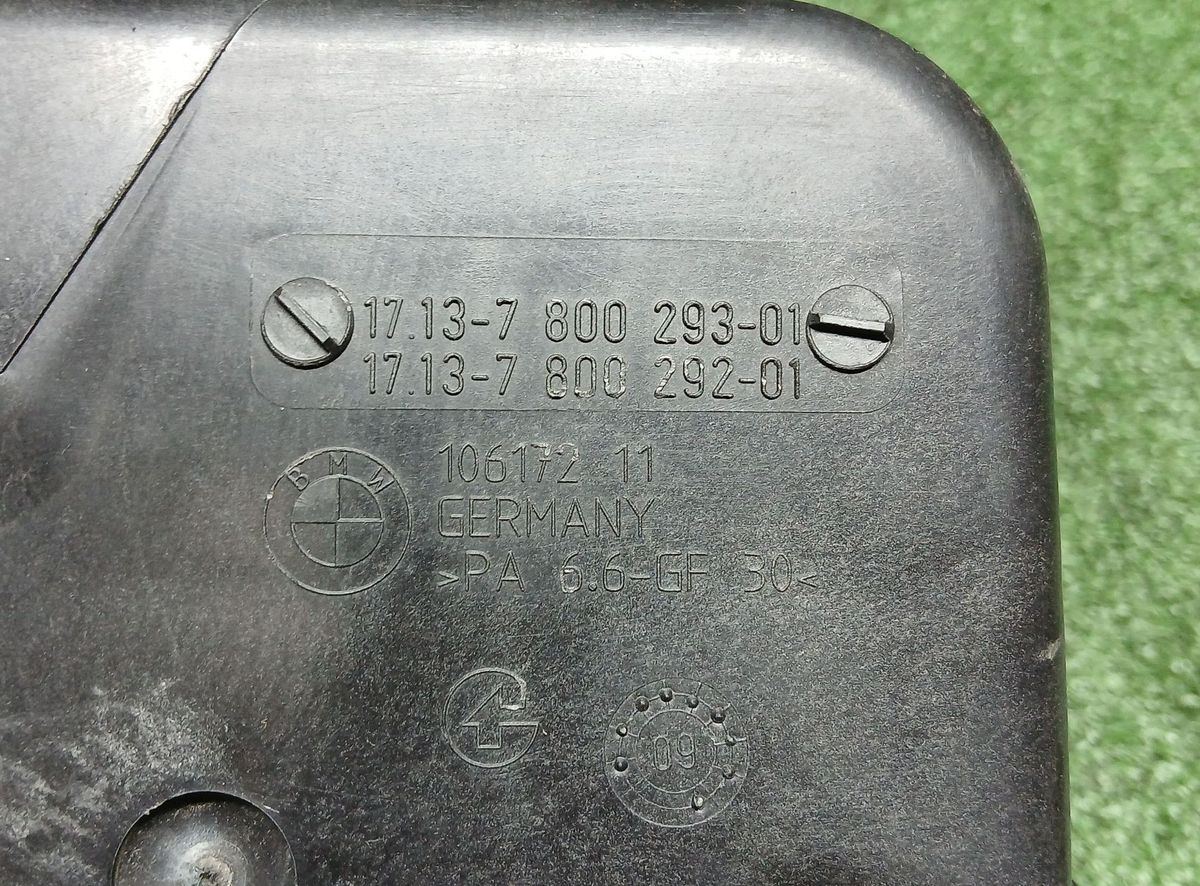 17.13-7 800 293-01
17.13-7 800 292-01
BMW
106172 11
GERMANY
>PA 6.6-GF 30<
09